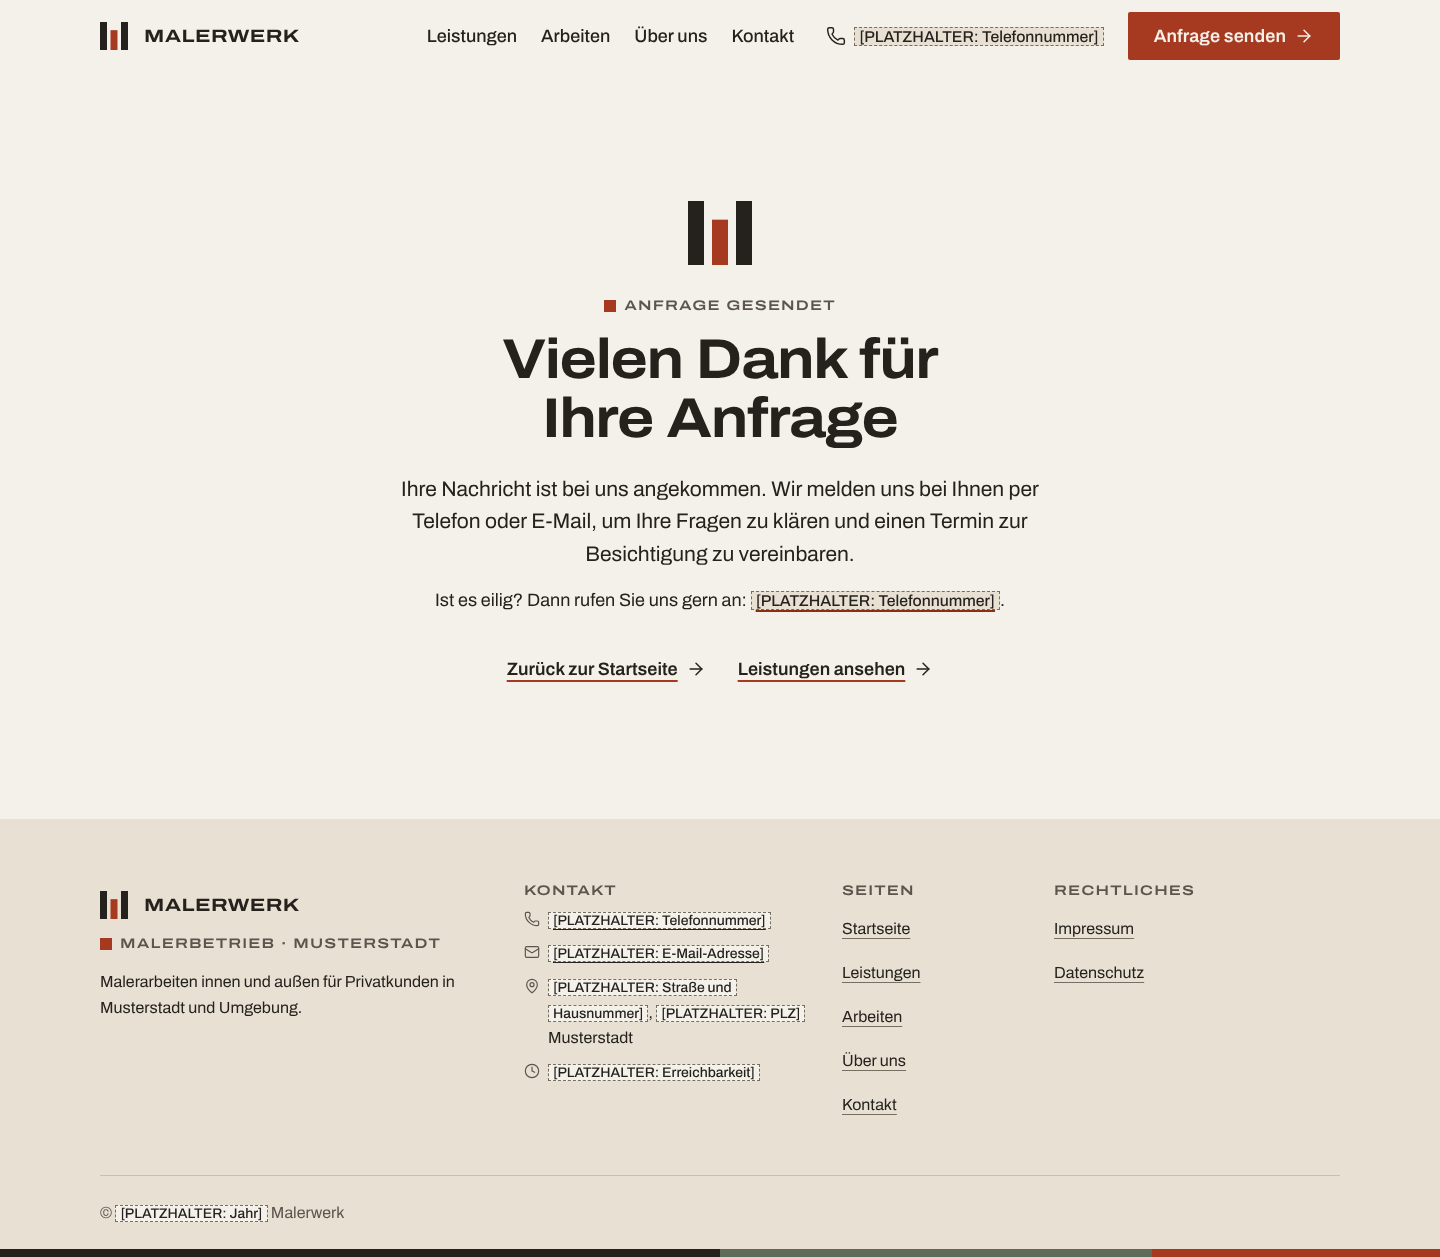 MALERWERK
Leistungen Arbeiten Über uns Kontakt [PLATZHALTER: Telefonnummer] Anfrage senden
ANFRAGE GESENDET
Vielen Dank für
Ihre Anfrage
Ihre Nachricht ist bei uns angekommen. Wir melden uns bei Ihnen per
Telefon oder E-Mail, um Ihre Fragen zu klären und einen Termin zur
Besichtigung zu vereinbaren.
Ist es eilig? Dann rufen Sie uns gern an: [PLATZHALTER: Telefonnummer].
Zurück zur Startseite
Leistungen ansehen
MALERWERK
MALERBETRIEB · MUSTERSTADT
Malerarbeiten innen und außen für Privatkunden in
Musterstadt und Umgebung.
KONTAKT
[PLATZHALTER: Telefonnummer]
[PLATZHALTER: E-Mail-Adresse]
[PLATZHALTER: Straße und
Hausnummer], [PLATZHALTER: PLZ]
Musterstadt
[PLATZHALTER: Erreichbarkeit]
SEITEN
Startseite
Leistungen
Arbeiten
Über uns
Kontakt
RECHTLICHES
Impressum
Datenschutz
© [PLATZHALTER: Jahr] Malerwerk